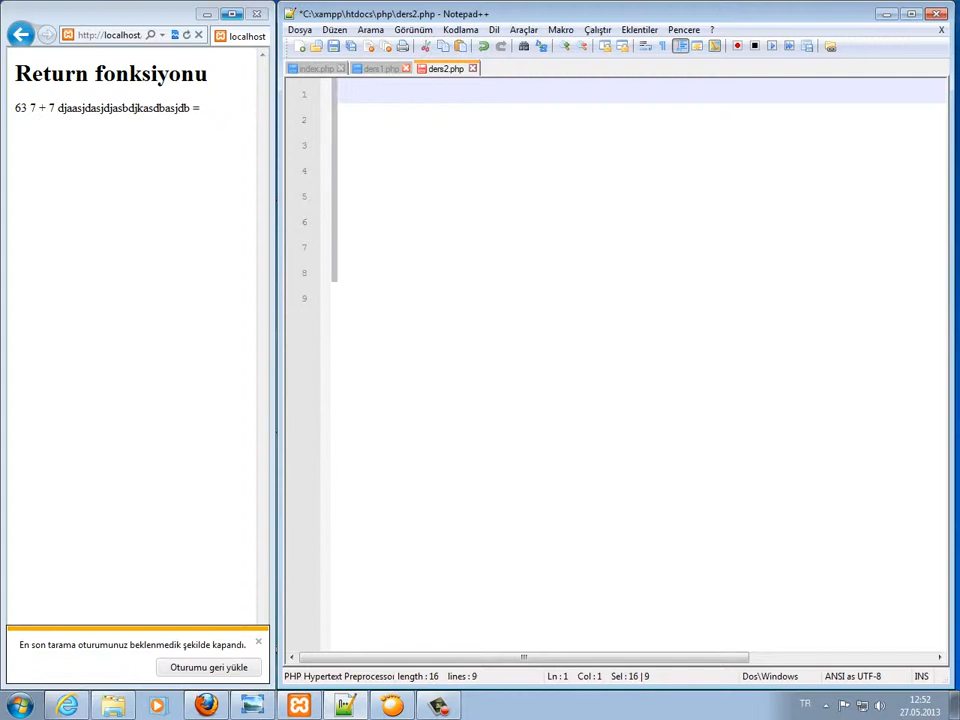 *C:\xampp\htdocs\php\ders2.php - Notepad++
http://localhost.
localhost
Dosya Düzen Arama Görünüm Kodlama Dil Araçlar Makro Çalıştır Eklentiler Pencere ? X
index.php ders1.php ders2.php
Return fonksiyonu
63 7 + 7 djaasjdasjdjasbdjkasdbasjdb =
1
2
3
4
5
6
7
8
9
En son tarama oturumunuz beklenmedik şekilde kapandı.
Oturumu geri yükle
PHP Hypertext Preprocessor length : 16 lines : 9 Ln : 1 Col : 1 Sel : 16 | 9 Dos\Windows ANSI as UTF-8 INS
TR
12:52
27.05.2013